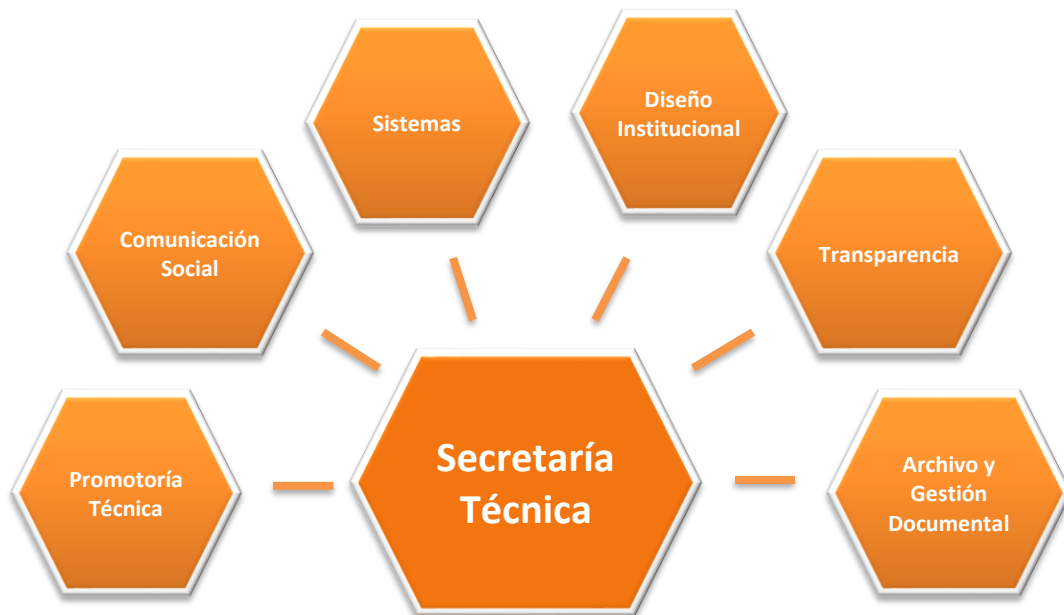 Diseño
Institucional
Sistemas
Comunicación
Social
Transparencia
Secretaría
Técnica
Promotoría
Técnica
Archivo y
Gestión
Documental